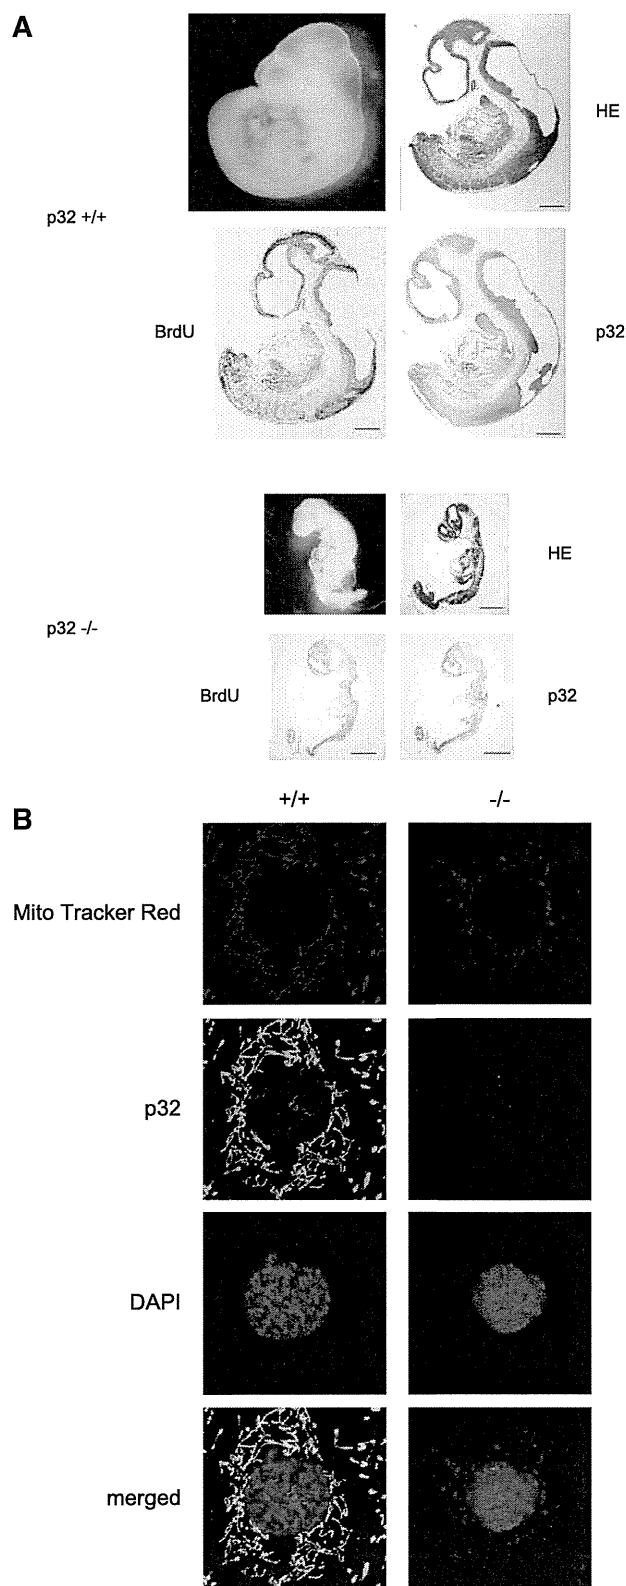 A
HE
p32 +/+
BrdU
p32
HE
p32 -/-
BrdU
p32
+/+
-/-
B
Mito Tracker Red
p32
DAPI
merged